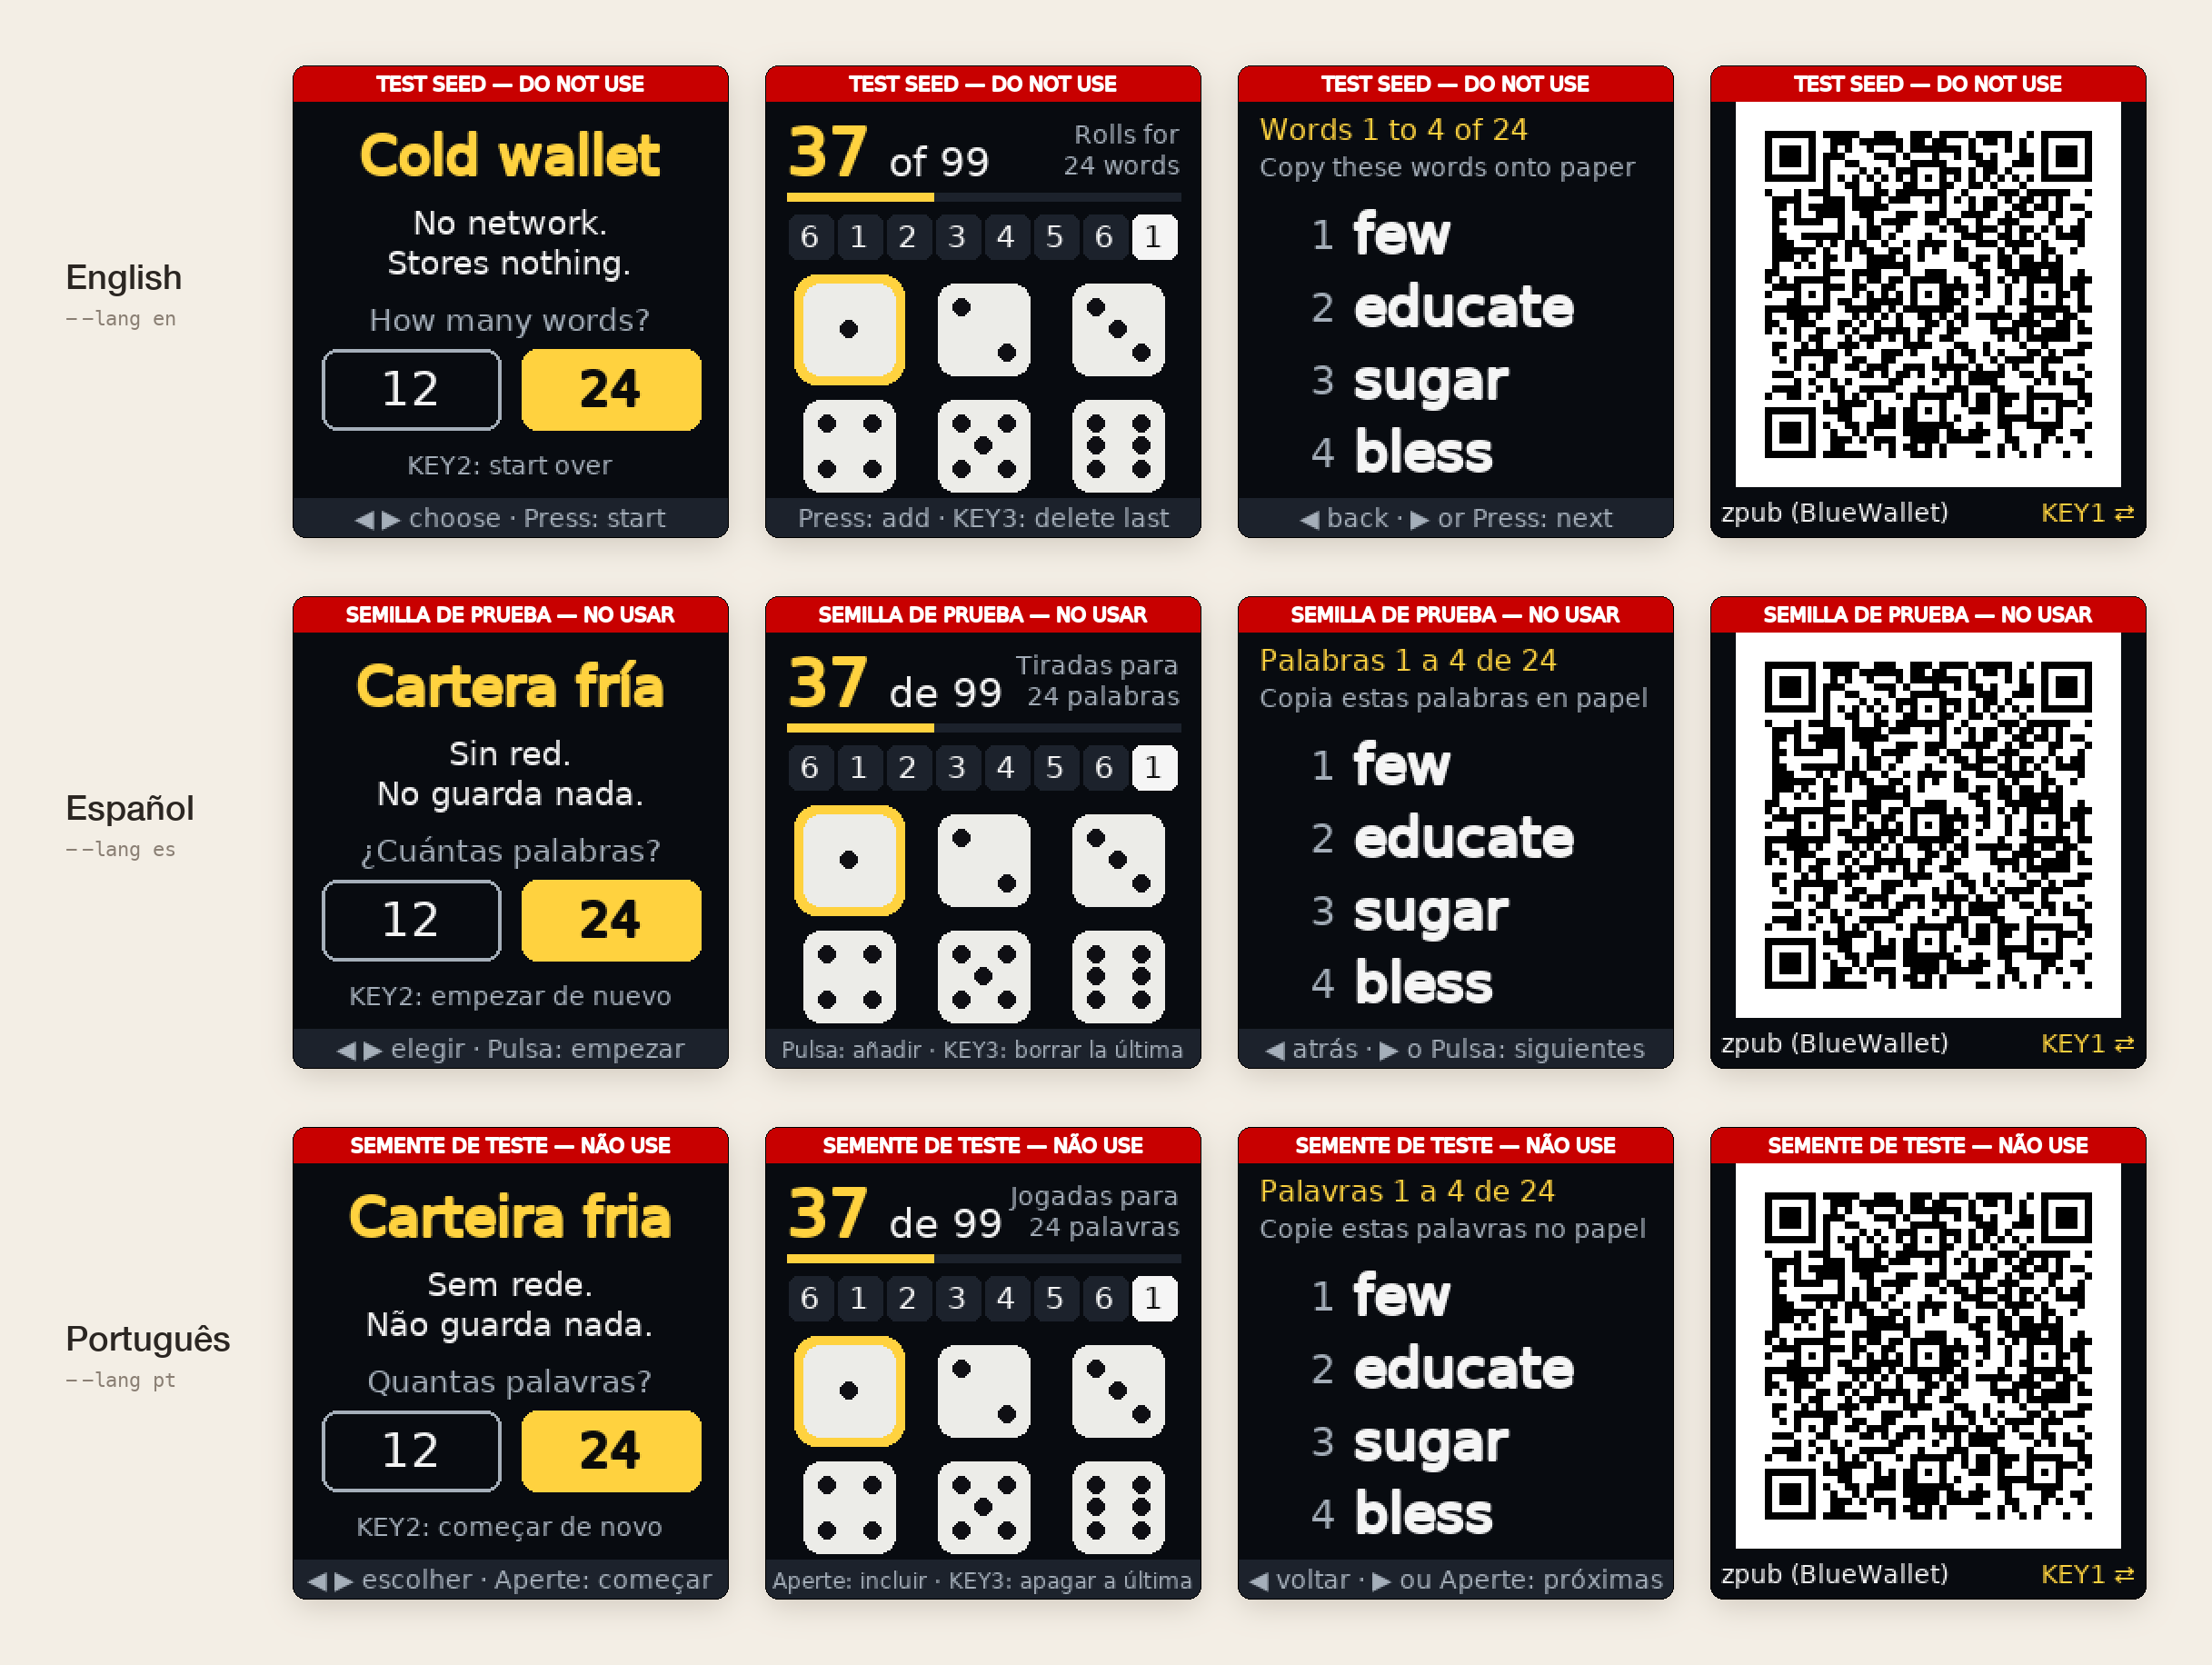 English
--lang en
TEST SEED — DO NOT USE
Cold wallet
No network.
Stores nothing.
How many words?
12 24
KEY2: start over
◀ ▶ choose · Press: start
TEST SEED — DO NOT USE
37 of 99
Rolls for
24 words
6 1 2 3 4 5 6 1
Press: add · KEY3: delete last
TEST SEED — DO NOT USE
Words 1 to 4 of 24
Copy these words onto paper
1 few
2 educate
3 sugar
4 bless
◀ back · ▶ or Press: next
TEST SEED — DO NOT USE
zpub (BlueWallet) KEY1 ⇄
Español
--lang es
SEMILLA DE PRUEBA — NO USAR
Cartera fría
Sin red.
No guarda nada.
¿Cuántas palabras?
12 24
KEY2: empezar de nuevo
◀ ▶ elegir · Pulsa: empezar
SEMILLA DE PRUEBA — NO USAR
37 de 99
Tiradas para
24 palabras
6 1 2 3 4 5 6 1
Pulsa: añadir · KEY3: borrar la última
SEMILLA DE PRUEBA — NO USAR
Palabras 1 a 4 de 24
Copia estas palabras en papel
1 few
2 educate
3 sugar
4 bless
◀ atrás · ▶ o Pulsa: siguientes
SEMILLA DE PRUEBA — NO USAR
zpub (BlueWallet) KEY1 ⇄
Português
--lang pt
SEMENTE DE TESTE — NÃO USE
Carteira fria
Sem rede.
Não guarda nada.
Quantas palavras?
12 24
KEY2: começar de novo
◀ ▶ escolher · Aperte: começar
SEMENTE DE TESTE — NÃO USE
37 de 99
Jogadas para
24 palavras
6 1 2 3 4 5 6 1
Aperte: incluir · KEY3: apagar a última
SEMENTE DE TESTE — NÃO USE
Palavras 1 a 4 de 24
Copie estas palavras no papel
1 few
2 educate
3 sugar
4 bless
◀ voltar · ▶ ou Aperte: próximas
SEMENTE DE TESTE — NÃO USE
zpub (BlueWallet) KEY1 ⇄